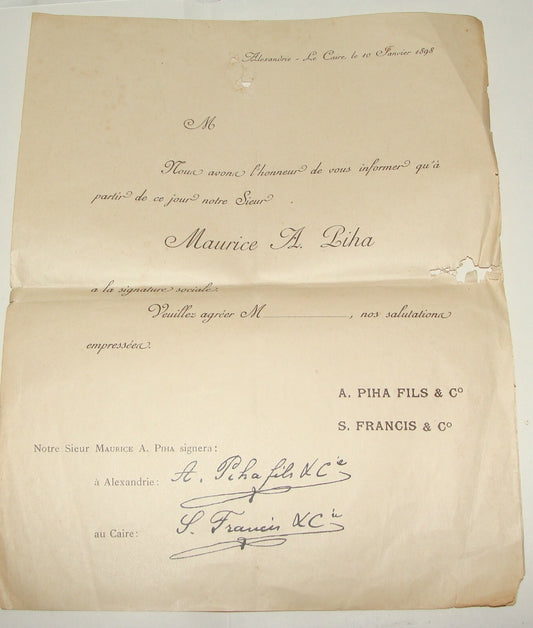 Alexandrie - Le Caire, le 10 Janvier 1898
M
Nous avons l'honneur de vous informer qu'à
partir de ce jour notre Sieur
Maurice A. Piha
a la signature sociale.
Veuillez agréer M__________, nos salutations
empressées.
A. PIHA FILS & Co
S. FRANCIS & Co
Notre Sieur MAURICE A. PIHA signera:
à Alexandrie: A. Piha fils & Cie
au Caire: S. Francis & Cie